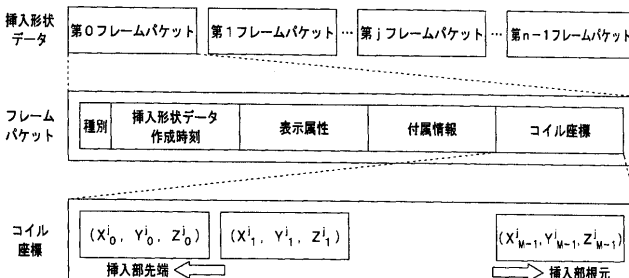 挿入形状
データ
第0フレームパケット
第1フレームパケット
…
第jフレームパケット
…
第n-1フレームパケット
フレーム
パケット
種別
挿入形状データ
作成時刻
表示属性
付属情報
コイル座標
コイル
座標
(X^j_0, Y^j_0, Z^j_0)
(X^j_1, Y^j_1, Z^j_1)
(X^j_{M-1}, Y^j_{M-1}, Z^j_{M-1})
挿入部先端
挿入部根元